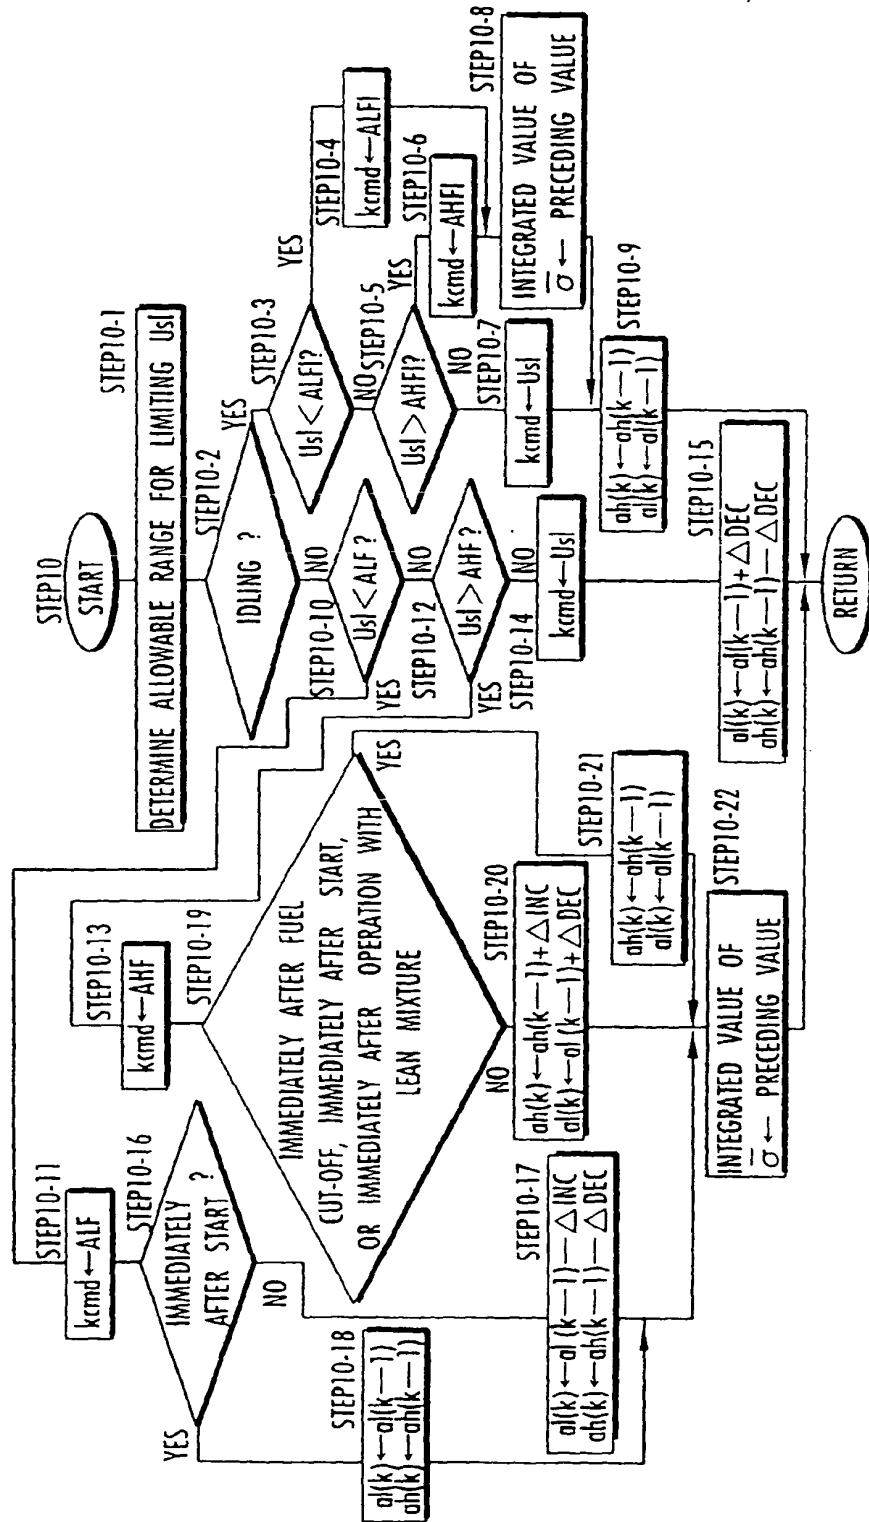 STEP10
START
STEP10-1
DETERMINE ALLOWABLE RANGE FOR LIMITING Usl
STEP10-2
IDLING ?
YES
NO
STEP10-3
Usl < ALFI?
YES
NO
STEP10-4
kcmd←ALFI
STEP10-5
Usl > AHFI?
YES
NO
STEP10-6
kcmd←AHFI
STEP10-7
kcmd←Usl
STEP10-8
INTEGRATED VALUE OF
σ̅ ← PRECEDING VALUE
STEP10-9
ah(k)←ah(k—1)
al(k)←al(k—1)
STEP10-10
Usl < ALF?
YES
NO
STEP10-11
kcmd←ALF
STEP10-12
Usl > AHF?
YES
NO
STEP10-13
kcmd←AHF
STEP10-14
kcmd←Usl
STEP10-15
al(k)←al(k—1)+△DEC
ah(k)←ah(k—1)—△DEC
STEP10-16
IMMEDIATELY
AFTER START ?
YES
NO
STEP10-17
al(k)←al(k—1)—△INC
ah(k)←ah(k—1)—△DEC
STEP10-18
al(k)←al(k—1)
ah(k)←ah(k—1)
STEP10-19
IMMEDIATELY AFTER FUEL
CUT-OFF, IMMEDIATELY AFTER START,
OR IMMEDIATELY AFTER OPERATION WITH
LEAN MIXTURE
YES
NO
STEP10-20
ah(k)←ah(k—1)+△INC
al(k)←al(k—1)+△DEC
STEP10-21
ah(k)←ah(k—1)
al(k)←al(k—1)
STEP10-22
INTEGRATED VALUE OF
σ̅ ← PRECEDING VALUE
RETURN